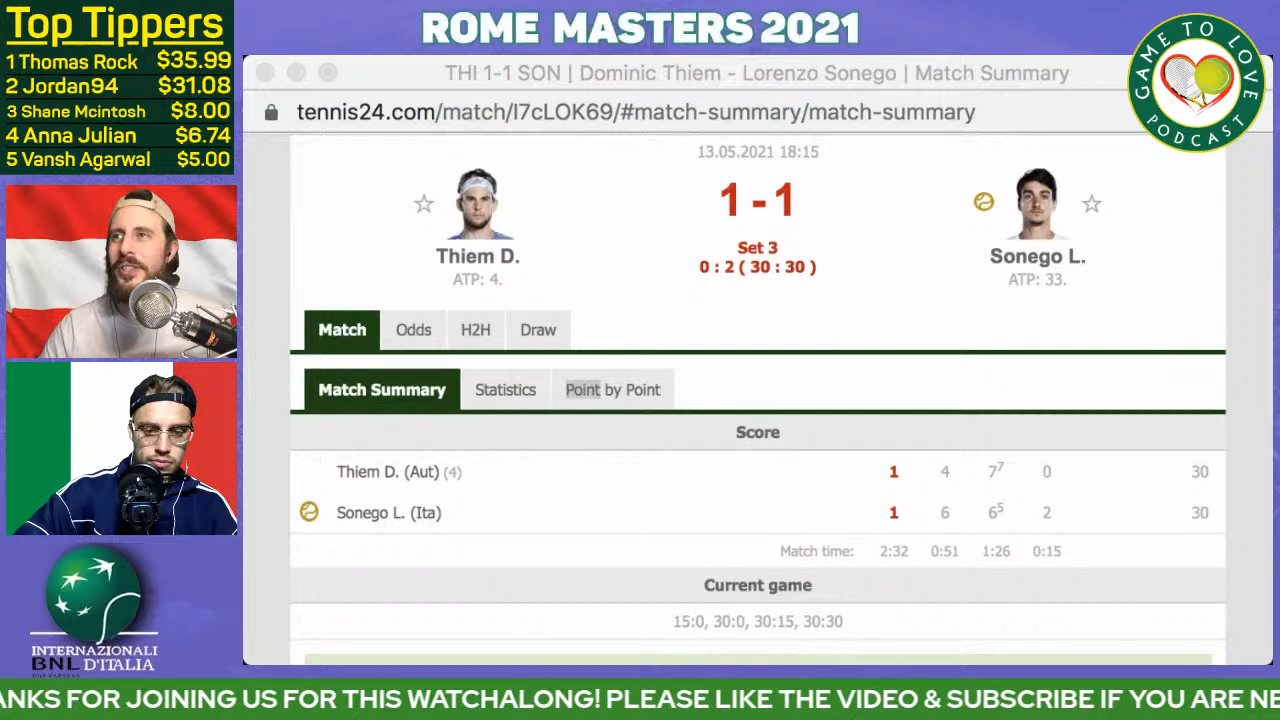 Top Tippers
1 Thomas Rock $35.99
2 Jordan94 $31.08
3 Shane Mcintosh $8.00
4 Anna Julian $6.74
5 Vansh Agarwal $5.00
ROME MASTERS 2021
GAME TO LOVE
PODCAST
THI 1-1 SON | Dominic Thiem - Lorenzo Sonego | Match Summary
tennis24.com/match/I7cLOK69/#match-summary/match-summary
13.05.2021 18:15
1 - 1
Set 3
0 : 2 ( 30 : 30 )
Thiem D.
ATP: 4.
Sonego L.
ATP: 33.
Match Odds H2H Draw
Match Summary Statistics Point by Point
Score
Thiem D. (Aut) (4) 1 4 7⁷ 0 30
Sonego L. (Ita) 1 6 6⁵ 2 30
Match time: 2:32 0:51 1:26 0:15
Current game
15:0, 30:0, 30:15, 30:30
INTERNAZIONALI
BNL D'ITALIA
ANKS FOR JOINING US FOR THIS WATCHALONG! PLEASE LIKE THE VIDEO & SUBSCRIBE IF YOU ARE NE